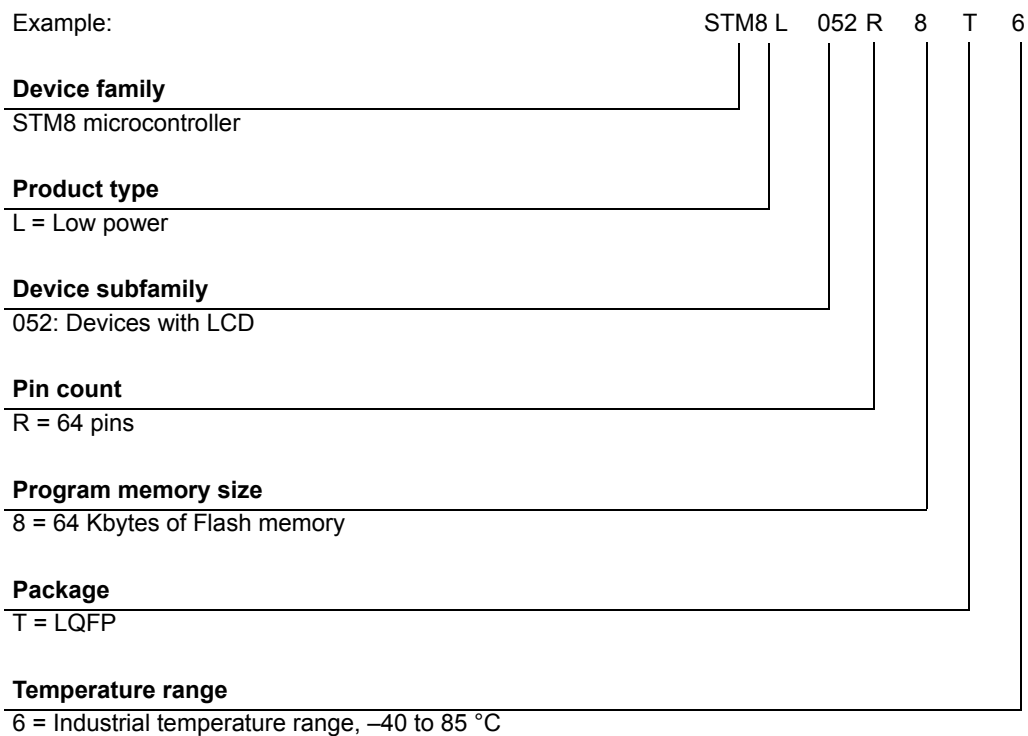 Example: STM8 L 052 R 8 T 6
Device family
STM8 microcontroller
Product type
L = Low power
Device subfamily
052: Devices with LCD
Pin count
R = 64 pins
Program memory size
8 = 64 Kbytes of Flash memory
Package
T = LQFP
Temperature range
6 = Industrial temperature range, –40 to 85 °C